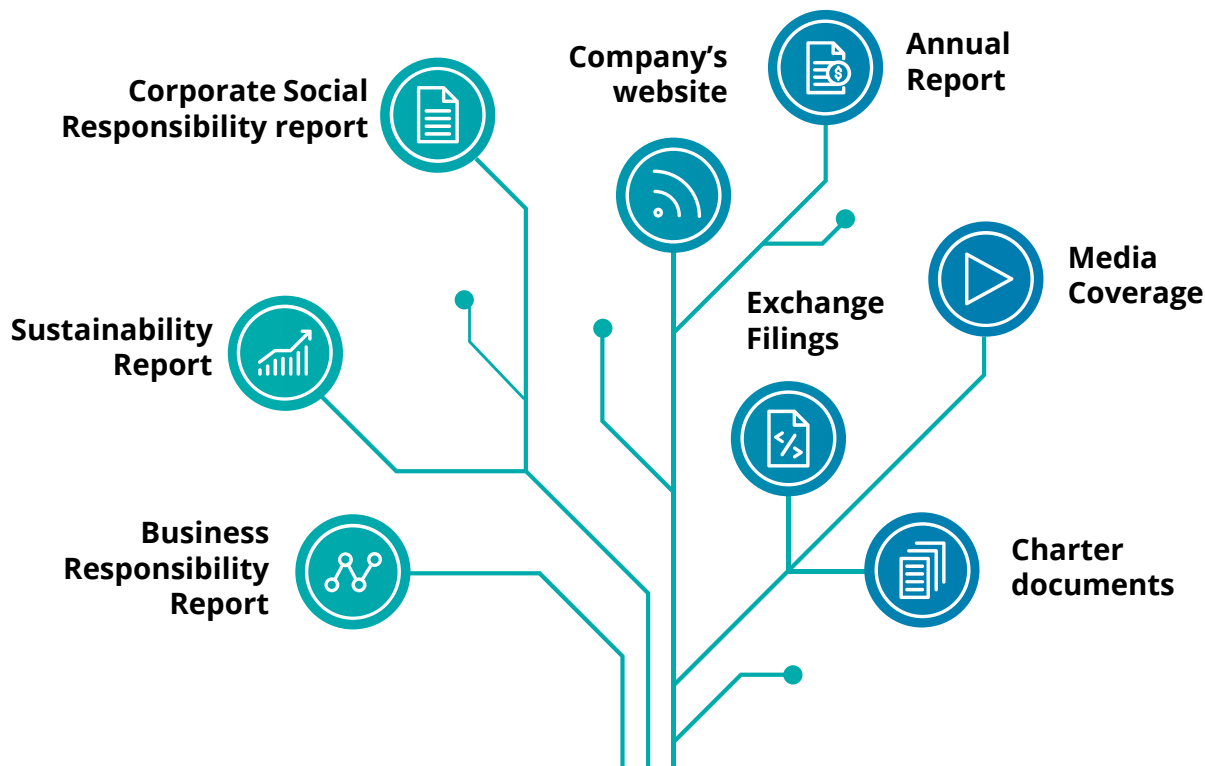 Corporate Social
Responsibility report
Company’s
website
Annual
Report
$
Sustainability
Report
Exchange
Filings
</>
Media
Coverage
Business
Responsibility
Report
Charter
documents